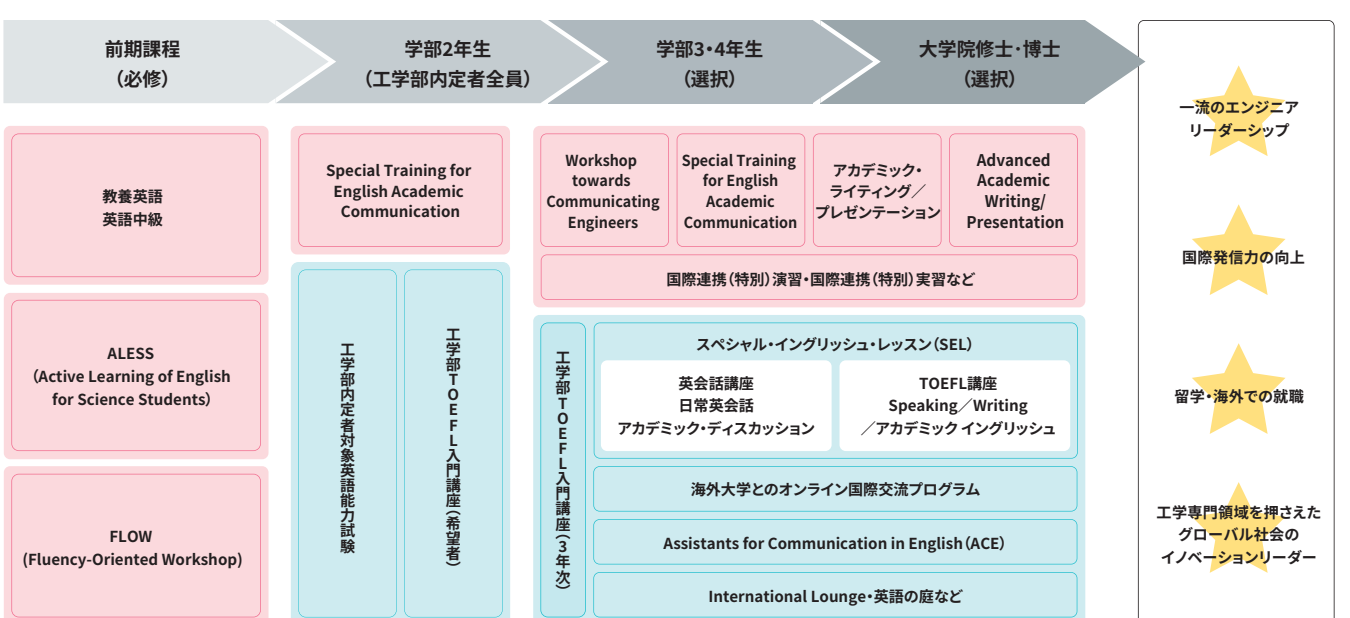 前期課程
（必修）
学部2年生
（工学部内定者全員）
学部3・4年生
（選択）
大学院修士・博士
（選択）
教養英語
英語中級
ALESS
（Active Learning of English
for Science Students）
FLOW
(Fluency-Oriented Workshop)
Special Training for
English Academic
Communication
工学部内定者対象英語能力試験
工学部TOEFL入門講座（希望者）
Workshop
towards
Communicating
Engineers
Special Training
for English
Academic
Communication
アカデミック・
ライティング／
プレゼンテーション
Advanced
Academic
Writing/
Presentation
国際連携（特別）演習・国際連携（特別）実習など
工学部TOEFL入門講座（3年次）
スペシャル・イングリッシュ・レッスン（SEL）
英会話講座
日常英会話
アカデミック・ディスカッション
TOEFL講座
Speaking／Writing
／アカデミック イングリッシュ
海外大学とのオンライン国際交流プログラム
Assistants for Communication in English（ACE）
International Lounge・英語の庭など
一流のエンジニア
リーダーシップ
国際発信力の向上
留学・海外での就職
工学専門領域を押さえた
グローバル社会の
イノベーションリーダー